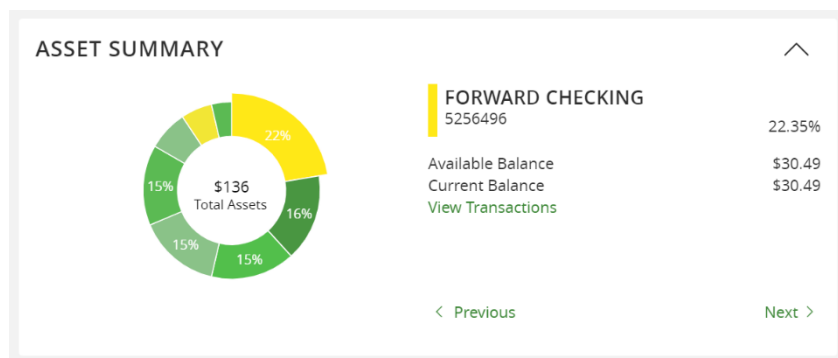 ASSET SUMMARY
22%
16%
15%
15%
15%
$136
Total Assets
FORWARD CHECKING
5256496
22.35%
Available Balance $30.49
Current Balance $30.49
View Transactions
< Previous
Next >